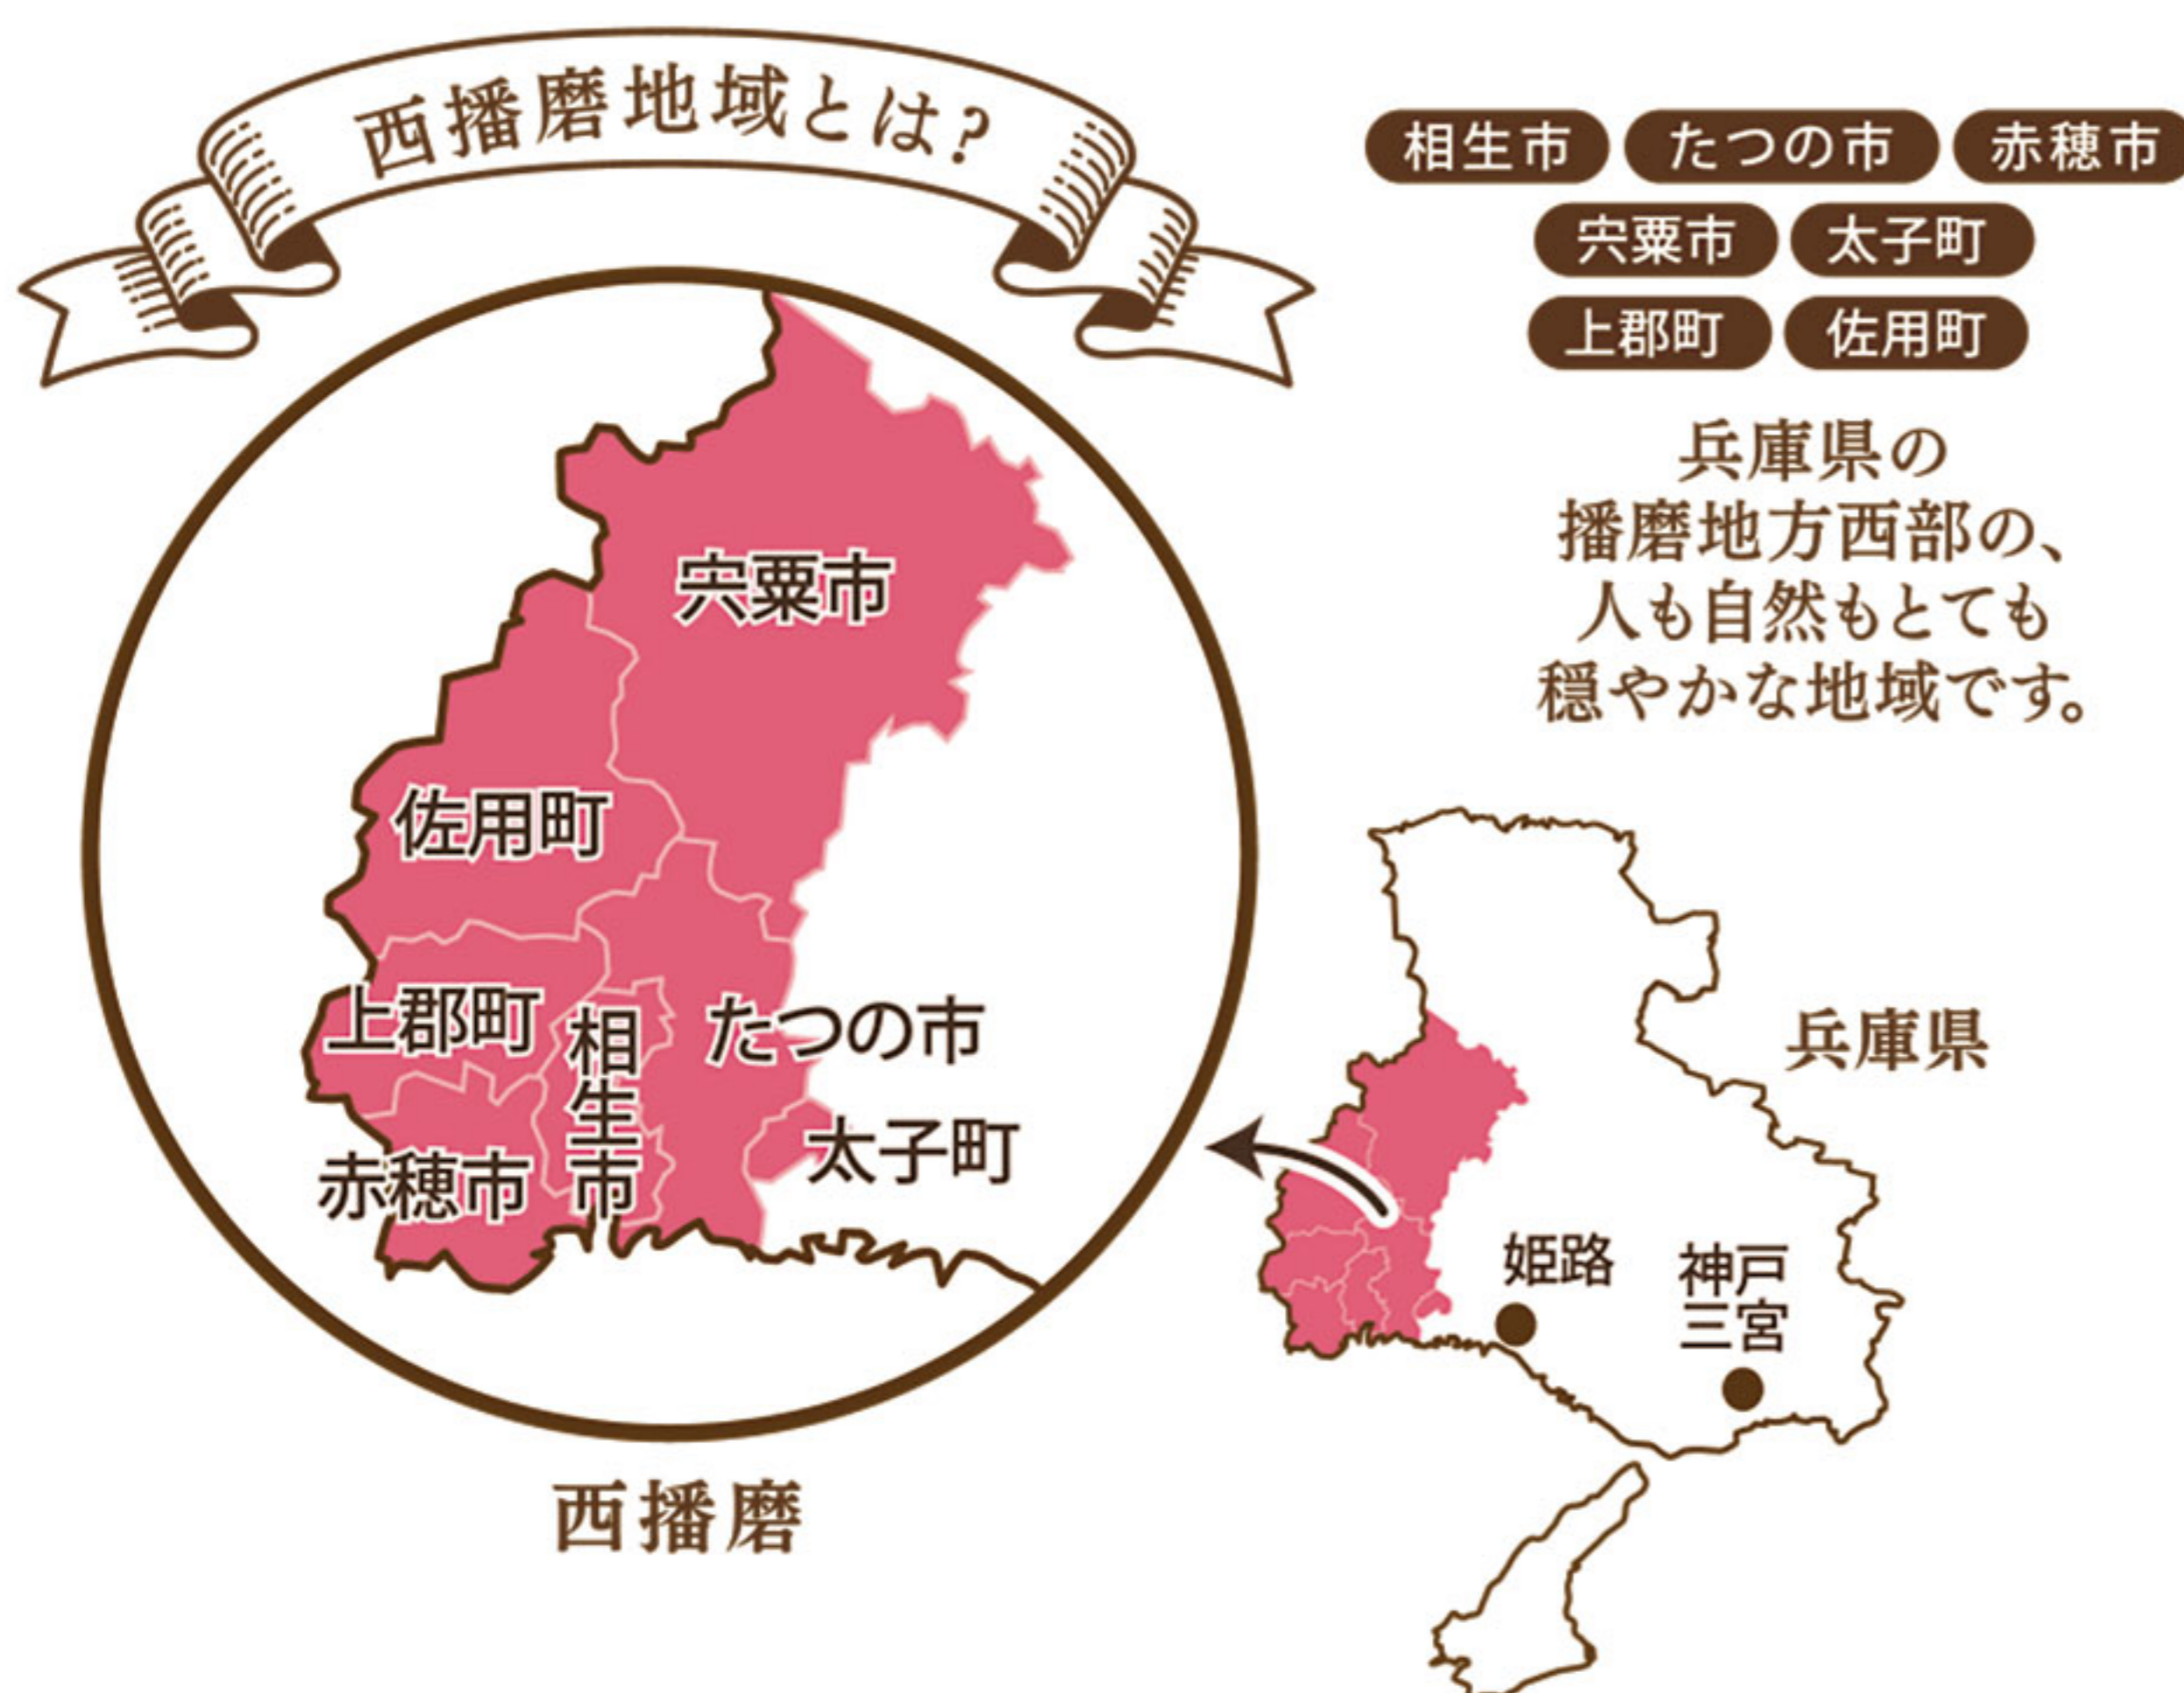 西播磨地域とは?
相生市 たつの市 赤穂市
宍粟市 太子町
上郡町 佐用町
兵庫県の
播磨地方西部の、
人も自然もとても
穏やかな地域です。
宍粟市
佐用町
上郡町
相生市
たつの市
赤穂市
太子町
西播磨
兵庫県
姫路
神戸
三宮